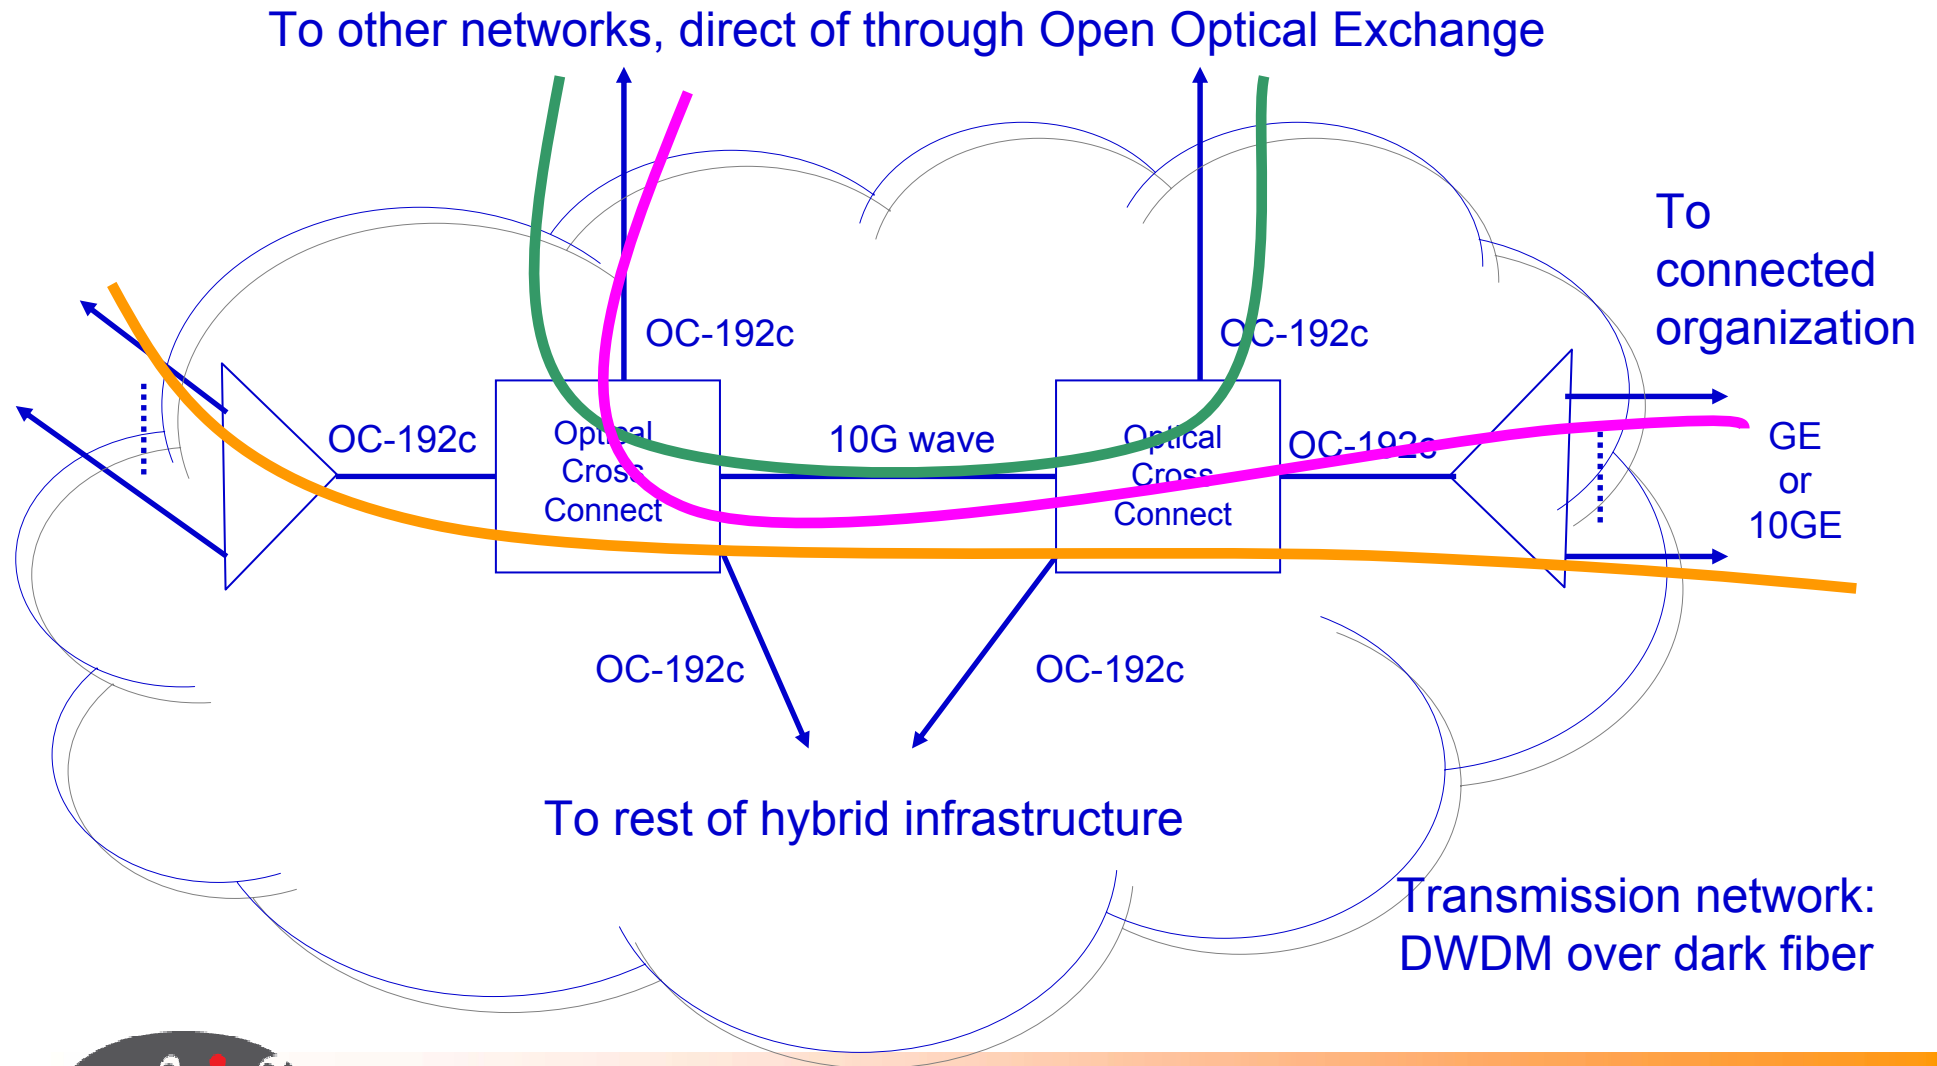 To other networks, direct of through Open Optical Exchange
To
connected
organization
OC-192c
OC-192c
OC-192c
Optical
Cross
Connect
10G wave
Optical
Cross
Connect
OC-192c
GE
or
10GE
OC-192c
OC-192c
To rest of hybrid infrastructure
Transmission network:
DWDM over dark fiber